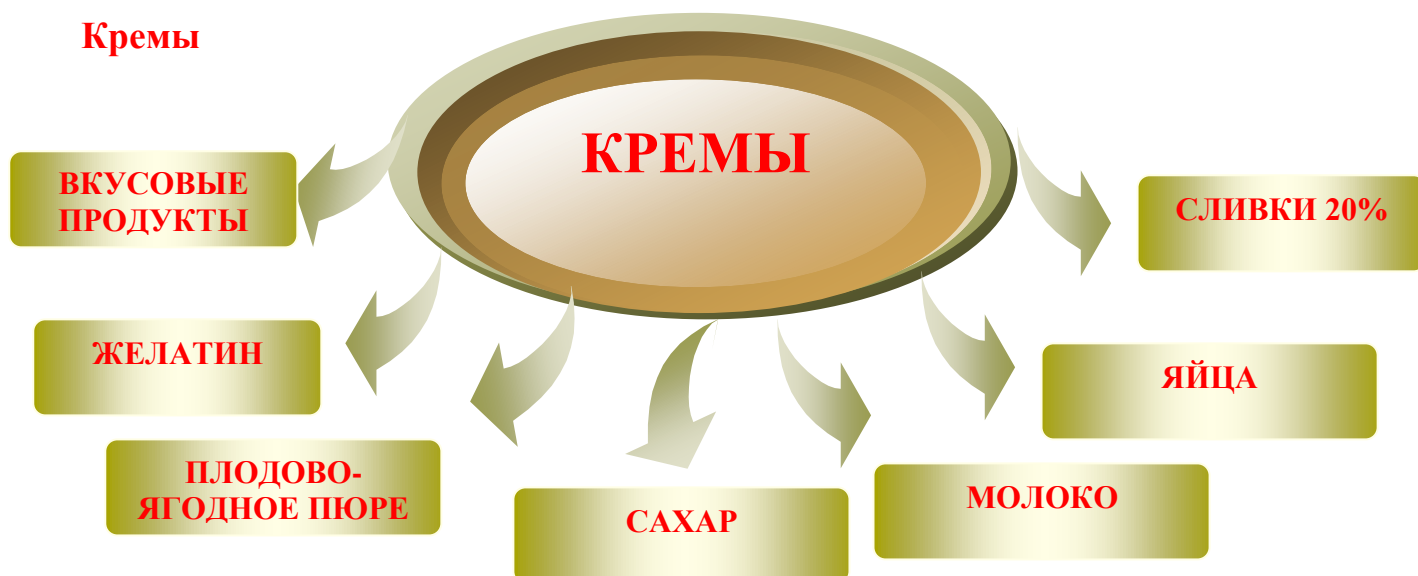 Кремы
КРЕМЫ
ВКУСОВЫЕ
ПРОДУКТЫ
СЛИВКИ 20%
ЖЕЛАТИН
ЯЙЦА
ПЛОДОВО-
ЯГОДНОЕ ПЮРЕ
САХАР
МОЛОКО